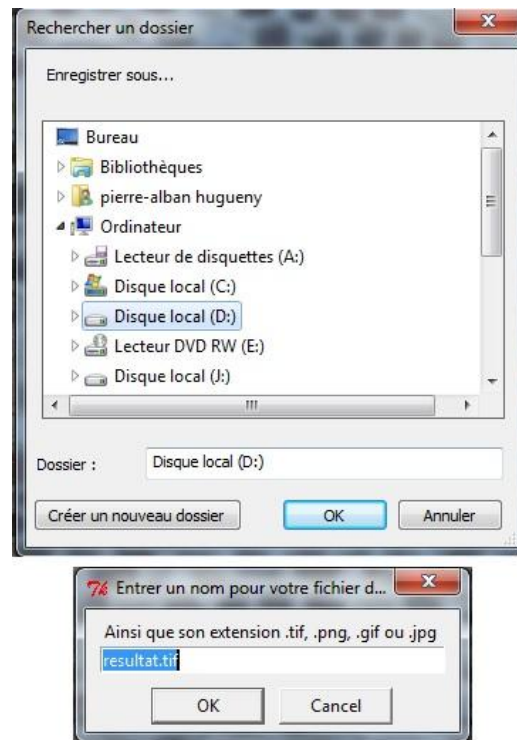 Rechercher un dossier
Enregistrer sous...
Bureau
Bibliothèques
pierre-alban hugueny
Ordinateur
Lecteur de disquettes (A:)
Disque local (C:)
Disque local (D:)
Lecteur DVD RW (E:)
Disque local (J:)
Dossier : Disque local (D:)
Créer un nouveau dossier OK Annuler
Entrer un nom pour votre fichier d...
Ainsi que son extension .tif, .png, .gif ou .jpg
resultat.tif
OK Cancel